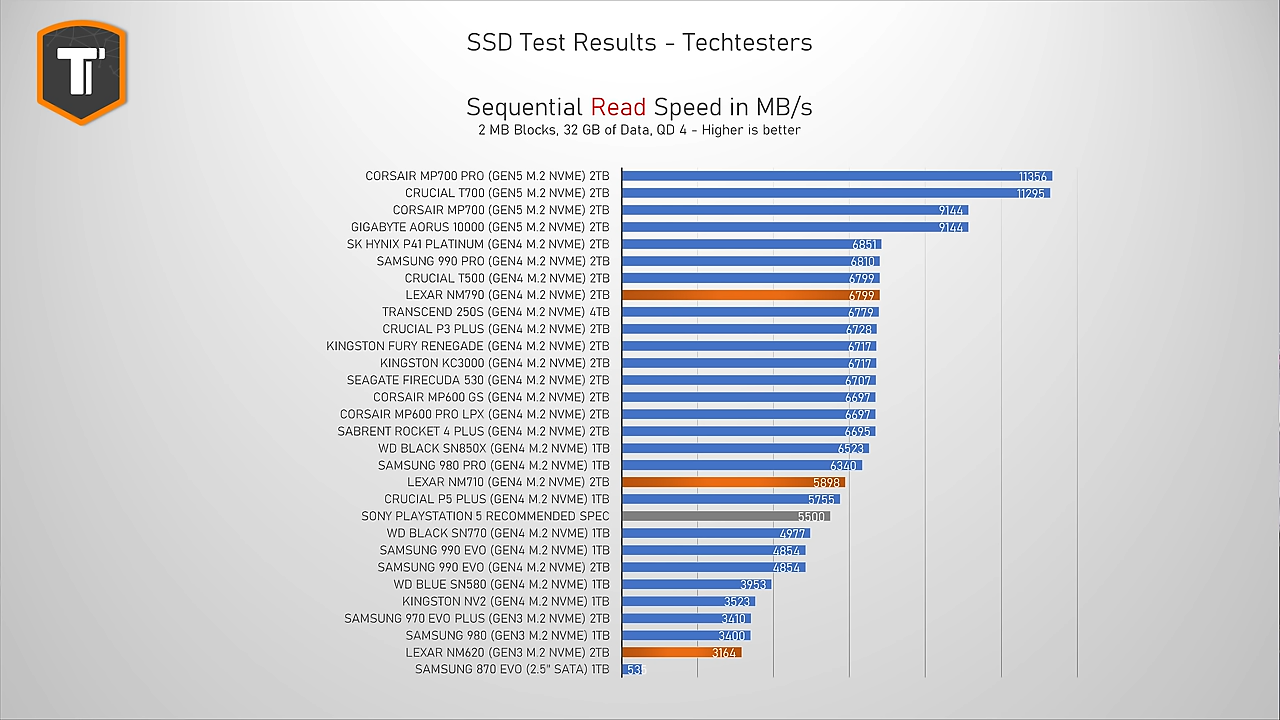 SSD Test Results - Techtesters
Sequential Read Speed in MB/s
2 MB Blocks, 32 GB of Data, QD 4 - Higher is better
CORSAIR MP700 PRO (GEN5 M.2 NVME) 2TB 11356
CRUCIAL T700 (GEN5 M.2 NVME) 2TB 11295
CORSAIR MP700 (GEN5 M.2 NVME) 2TB 9144
GIGABYTE AORUS 10000 (GEN5 M.2 NVME) 2TB 9144
SK HYNIX P41 PLATINUM (GEN4 M.2 NVME) 2TB 6851
SAMSUNG 990 PRO (GEN4 M.2 NVME) 2TB 6810
CRUCIAL T500 (GEN4 M.2 NVME) 2TB 6799
LEXAR NM790 (GEN4 M.2 NVME) 2TB 6799
TRANSCEND 250S (GEN4 M.2 NVME) 4TB 6779
CRUCIAL P3 PLUS (GEN4 M.2 NVME) 2TB 6728
KINGSTON FURY RENEGADE (GEN4 M.2 NVME) 2TB 6717
KINGSTON KC3000 (GEN4 M.2 NVME) 2TB 6717
SEAGATE FIRECUDA 530 (GEN4 M.2 NVME) 2TB 6707
CORSAIR MP600 GS (GEN4 M.2 NVME) 2TB 6697
CORSAIR MP600 PRO LPX (GEN4 M.2 NVME) 2TB 6697
SABRENT ROCKET 4 PLUS (GEN4 M.2 NVME) 2TB 6695
WD BLACK SN850X (GEN4 M.2 NVME) 1TB 6523
SAMSUNG 980 PRO (GEN4 M.2 NVME) 1TB 6340
LEXAR NM710 (GEN4 M.2 NVME) 2TB 5898
CRUCIAL P5 PLUS (GEN4 M.2 NVME) 1TB 5755
SONY PLAYSTATION 5 RECOMMENDED SPEC 5500
WD BLACK SN770 (GEN4 M.2 NVME) 1TB 4977
SAMSUNG 990 EVO (GEN4 M.2 NVME) 1TB 4854
SAMSUNG 990 EVO (GEN4 M.2 NVME) 2TB 4854
WD BLUE SN580 (GEN4 M.2 NVME) 1TB 3953
KINGSTON NV2 (GEN4 M.2 NVME) 1TB 3523
SAMSUNG 970 EVO PLUS (GEN3 M.2 NVME) 2TB 3410
SAMSUNG 980 (GEN3 M.2 NVME) 1TB 3400
LEXAR NM620 (GEN3 M.2 NVME) 2TB 3164
SAMSUNG 870 EVO (2.5" SATA) 1TB 535